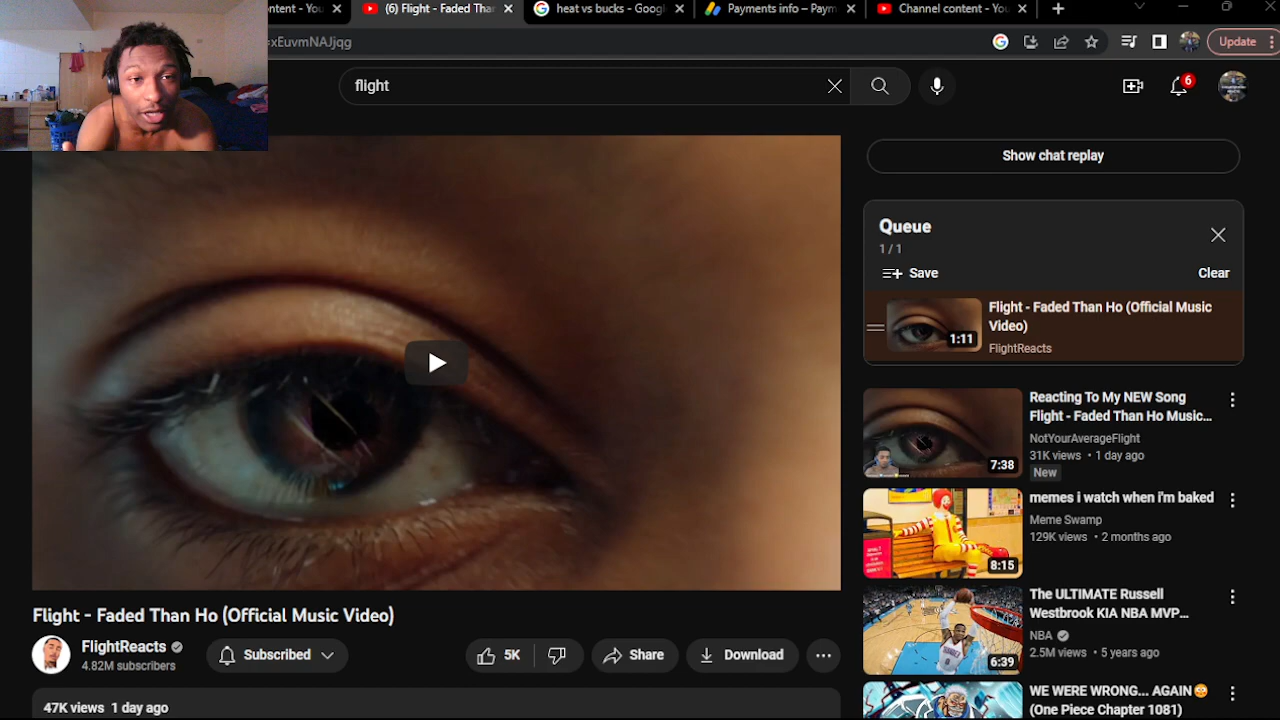 ntent - You
(6) Flight - Faded Tha
heat vs bucks - Googl
Payments info – Paym
Channel content - You
=xEuvmNAJjqg
Update
flight
6
Show chat replay
Queue
1 / 1
Save
Clear
Flight - Faded Than Ho (Official Music
Video)
FlightReacts
1:11
Reacting To My NEW Song
Flight - Faded Than Ho Music...
NotYourAverageFlight
31K views • 1 day ago
New
7:38
memes i watch when i'm baked
Meme Swamp
129K views • 2 months ago
8:15
The ULTIMATE Russell
Westbrook KIA NBA MVP...
NBA
2.5M views • 5 years ago
6:39
WE WERE WRONG... AGAIN😳
(One Piece Chapter 1081)
Flight - Faded Than Ho (Official Music Video)
FlightReacts
4.82M subscribers
Subscribed
5K
Share
Download
47K views 1 day ago